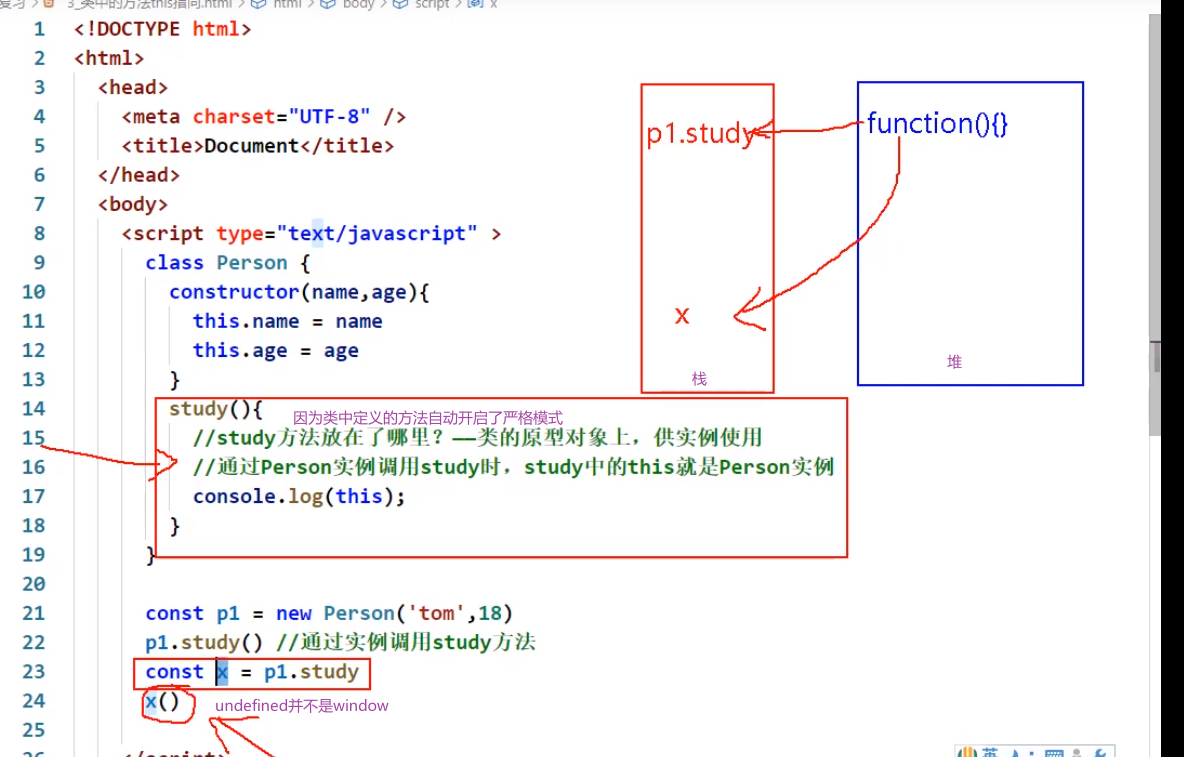 3_类中的方法this指向.html > html > body > script > x
1 <!DOCTYPE html>
2 <html>
3 <head>
4 <meta charset="UTF-8" />
5 <title>Document</title>
6 </head>
7 <body>
8 <script type="text/javascript" >
9 class Person {
10 constructor(name,age){
11 this.name = name
12 this.age = age
13 }
14 study(){
因为类中定义的方法自动开启了严格模式
15 //study方法放在了哪里？——类的原型对象上，供实例使用
16 //通过Person实例调用study时，study中的this就是Person实例
17 console.log(this);
18 }
19 }
20
21 const p1 = new Person('tom',18)
22 p1.study() //通过实例调用study方法
23 const x = p1.study
24 x()
undefined并不是window
25
p1.study
x
栈
function(){}
堆
英